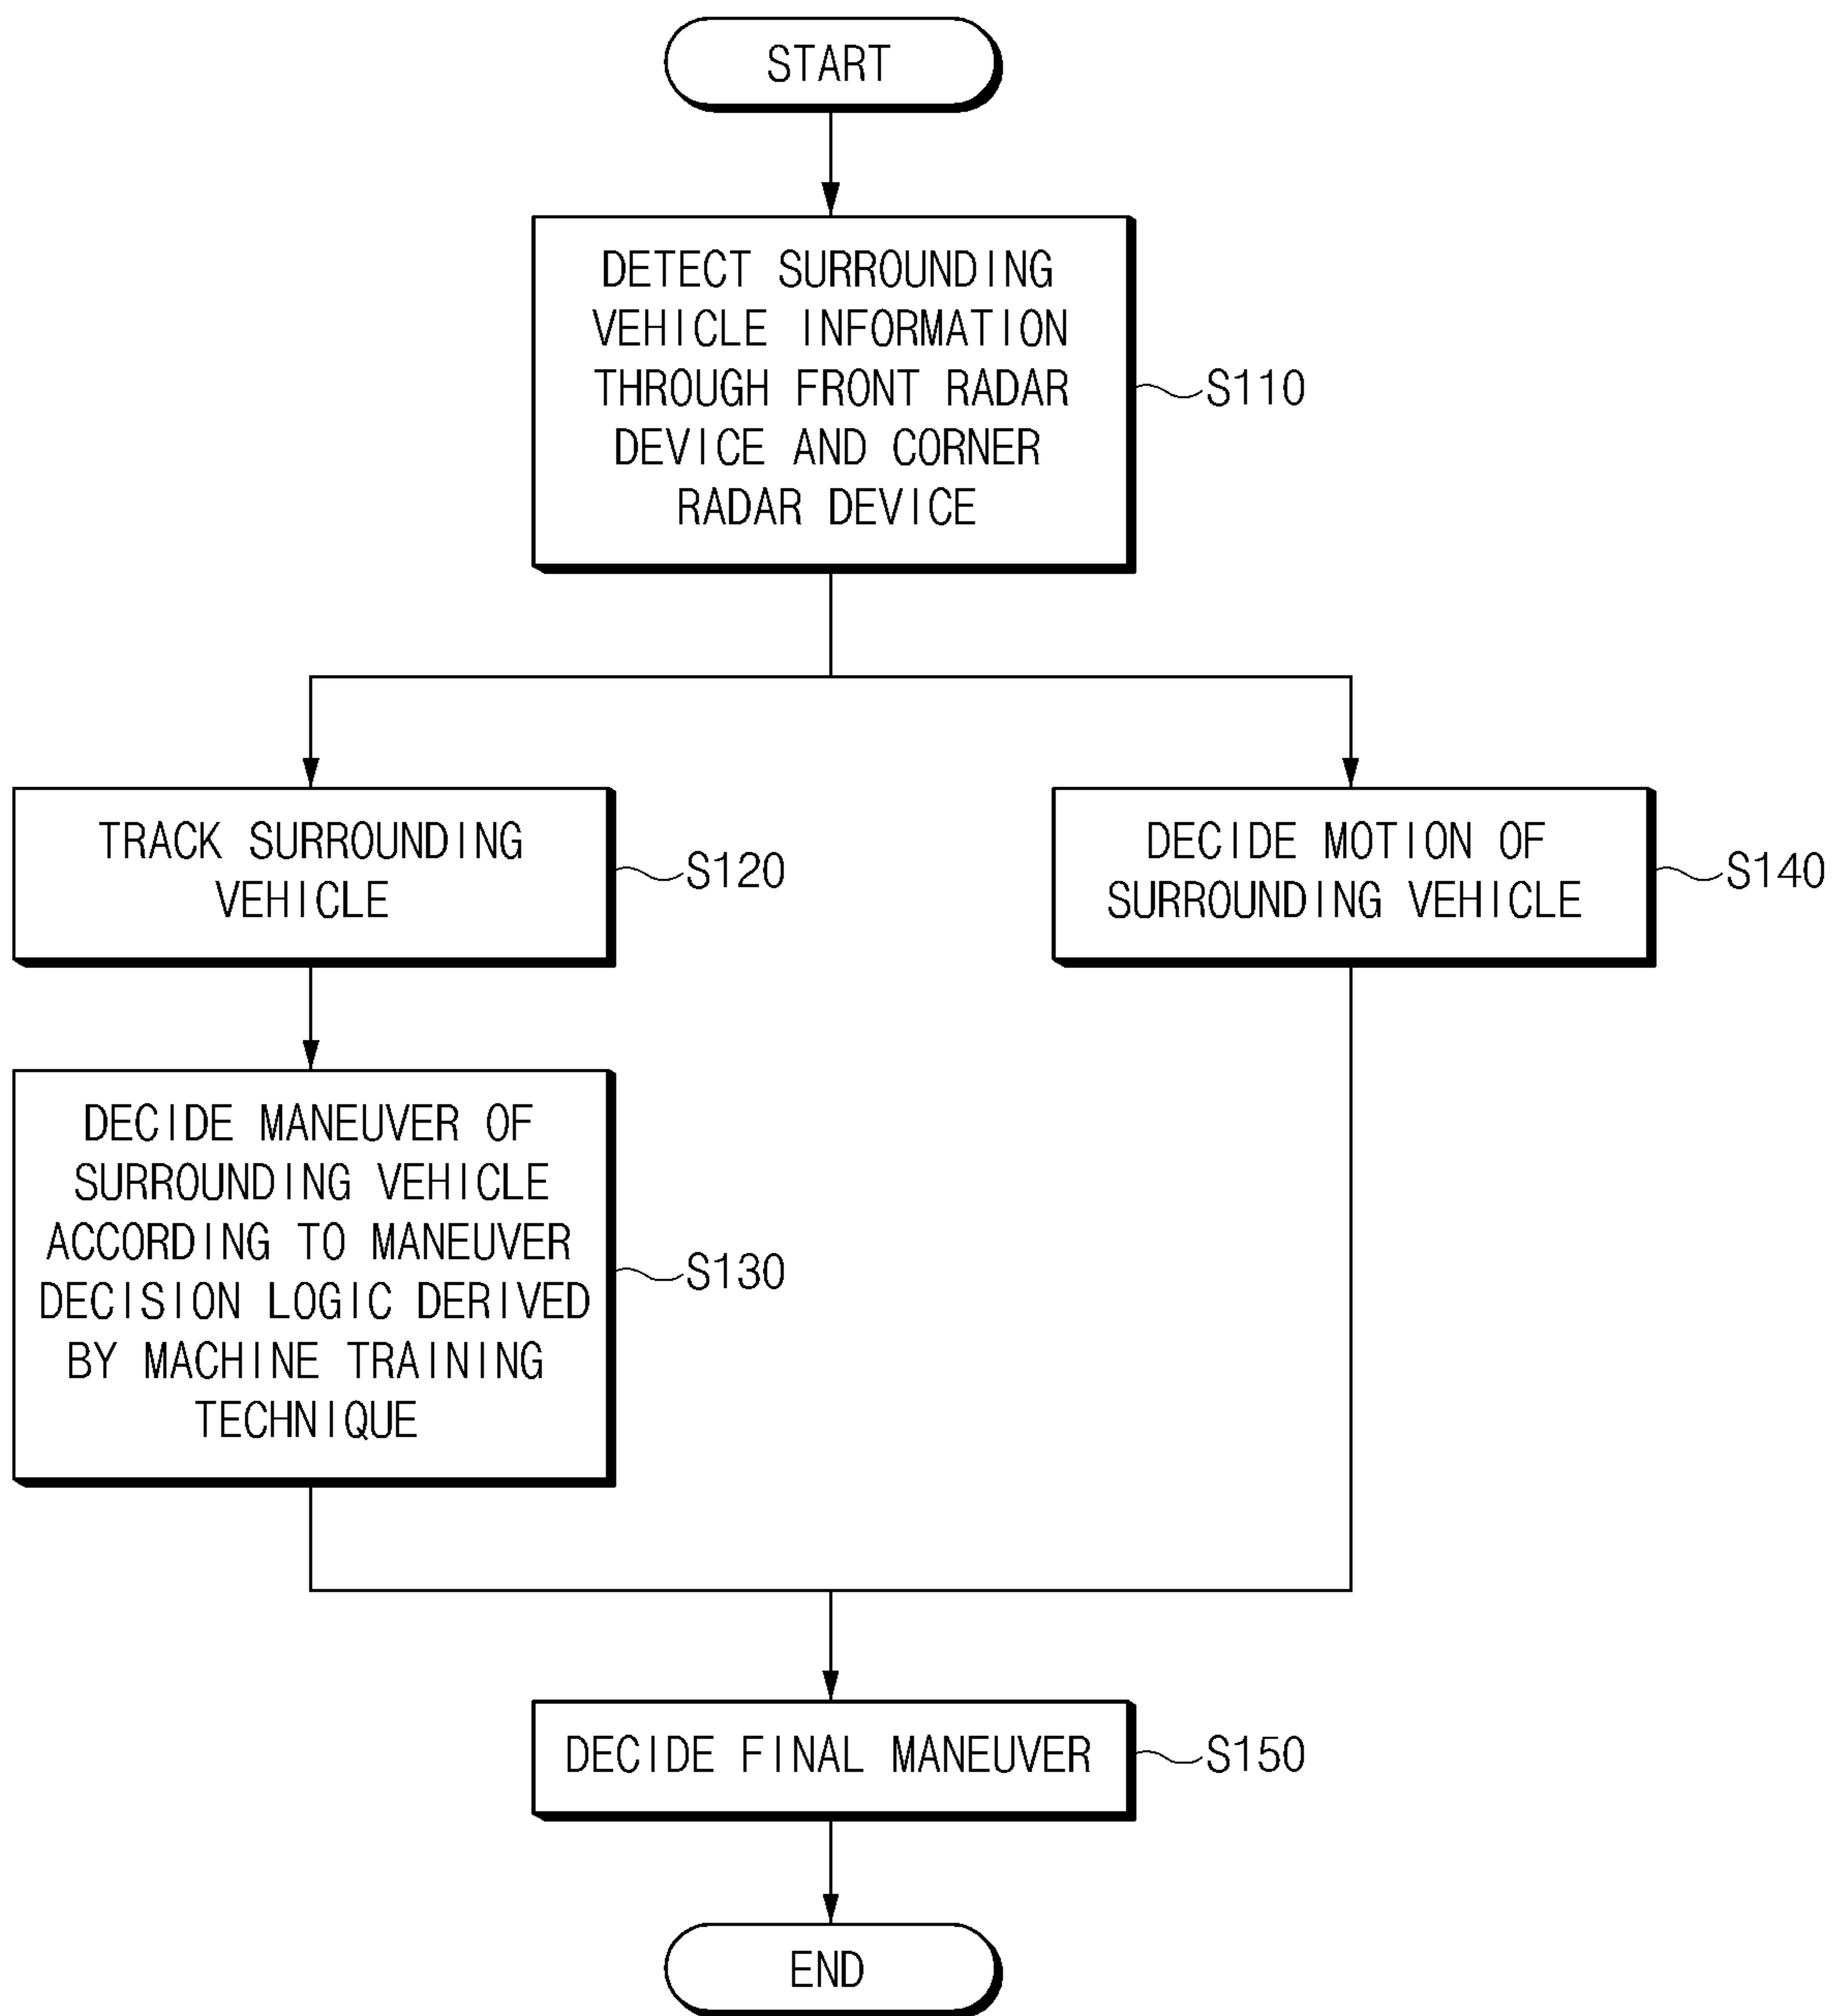 START
DETECT SURROUNDING
VEHICLE INFORMATION
THROUGH FRONT RADAR
DEVICE AND CORNER
RADAR DEVICE
S110
TRACK SURROUNDING
VEHICLE
S120
DECIDE MOTION OF
SURROUNDING VEHICLE
S140
DECIDE MANEUVER OF
SURROUNDING VEHICLE
ACCORDING TO MANEUVER
DECISION LOGIC DERIVED
BY MACHINE TRAINING
TECHNIQUE
S130
DECIDE FINAL MANEUVER
S150
END